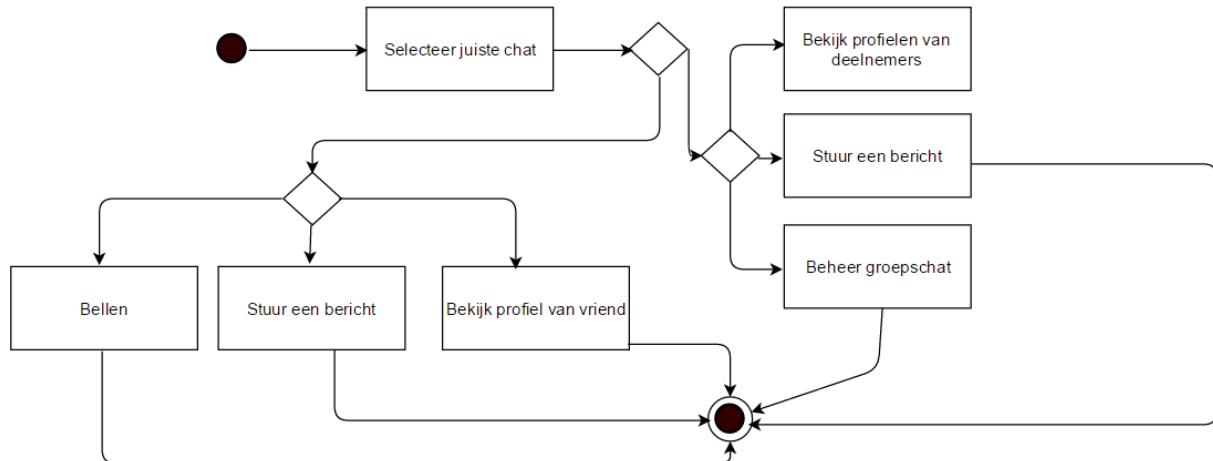 Selecteer juiste chat
Bekijk profielen van
deelnemers
Stuur een bericht
Beheer groepschat
Bellen
Stuur een bericht
Bekijk profiel van vriend